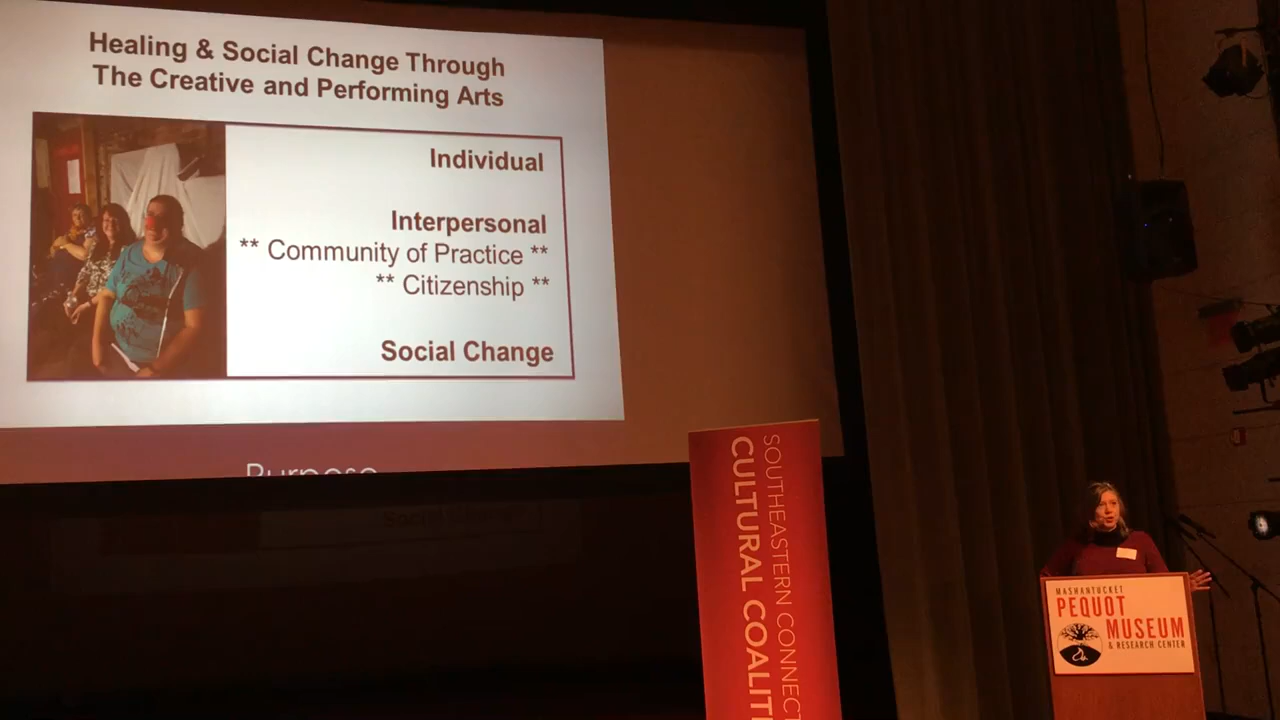 Healing & Social Change Through
The Creative and Performing Arts
Individual
Interpersonal
** Community of Practice **
** Citizenship **
Social Change
Purpose
SOUTHEASTERN CONNECT
CULTURAL COALITI
MASHANTUCKET
PEQUOT
MUSEUM
& RESEARCH CENTER